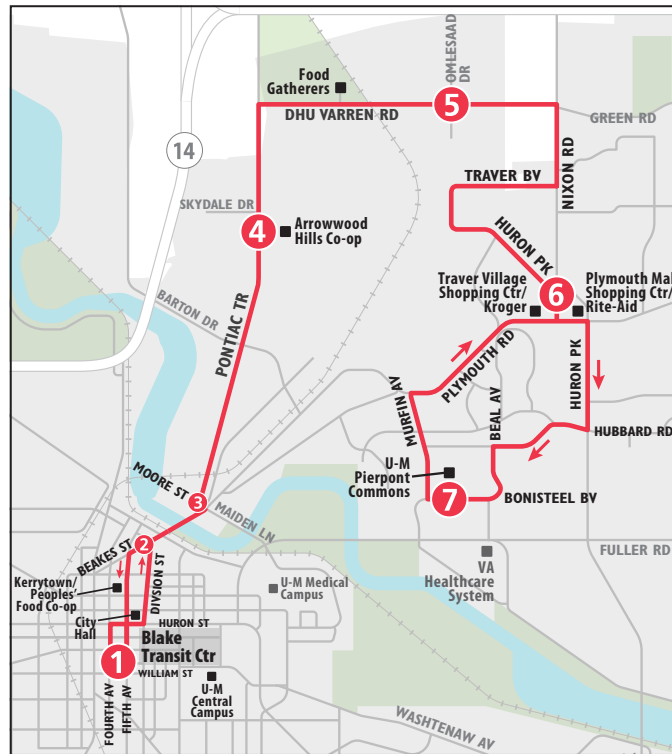 OMLESAAD
DR
Food
Gatherers
5
DHU VARREN RD
GREEN RD
14
TRAVER BV
NIXON RD
SKYDALE DR
4
Arrowwood
Hills Co-op
HURON PK
Traver Village
Shopping Ctr/
Kroger
6
Plymouth Mal
Shopping Ctr/
Rite-Aid
BARTON DR
PONTIAC TR
PLYMOUTH RD
HURON PK
MURFIN AV
BEAL AV
HUBBARD RD
U-M
Pierpont
Commons
7
BONISTEEL BV
MOORE ST
3
MAIDEN LN
BEAKES ST
2
DIVSION ST
FULLER RD
VA
Healthcare
System
Kerrytown/
Peoples'
Food Co-op
U-M Medical
Campus
City
Hall
HURON ST
1
Blake
Transit Ctr
WILLIAM ST
FOURTH AV
FIFTH AV
U-M
Central
Campus
WASHTENAW AV